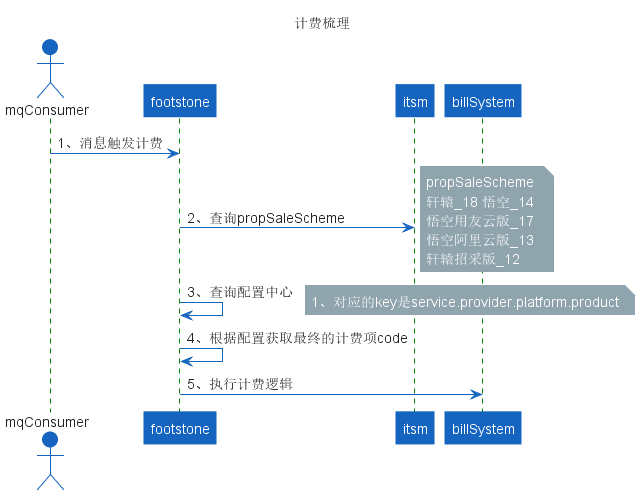 计费梳理
mqConsumer
footstone
itsm
billSystem
1、消息触发计费
propSaleScheme
轩辕_18 悟空_14
悟空用友云版_17
悟空阿里云版_13
轩辕招采版_12
2、查询propSaleScheme
3、查询配置中心
1、对应的key是service.provider.platform.product
4、根据配置获取最终的计费项code
5、执行计费逻辑
mqConsumer
footstone
itsm
billSystem